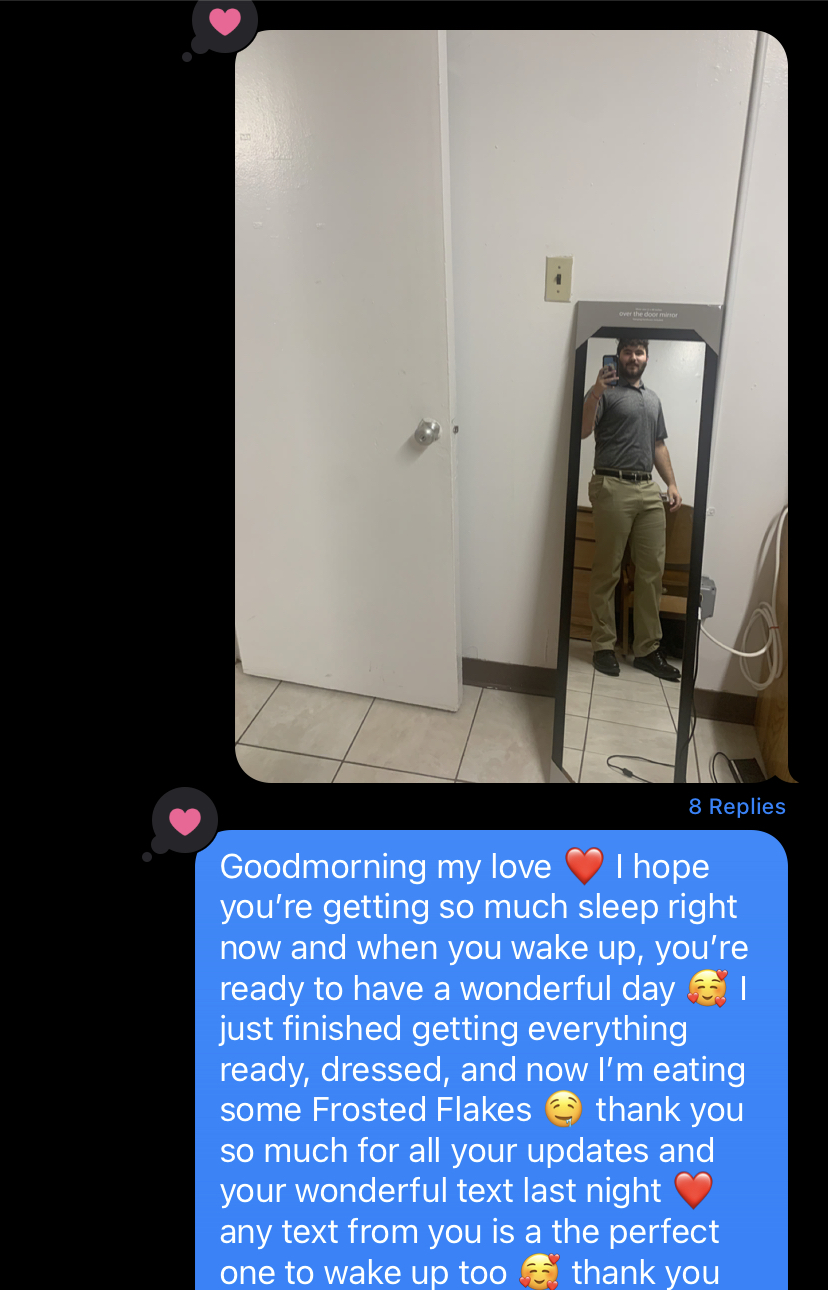 over the door mirror
8 Replies
Goodmorning my love ❤️ I hope
you’re getting so much sleep right
now and when you wake up, you’re
ready to have a wonderful day 🥰 I
just finished getting everything
ready, dressed, and now I’m eating
some Frosted Flakes 🤤 thank you
so much for all your updates and
your wonderful text last night ❤️
any text from you is a the perfect
one to wake up too 🥰 thank you